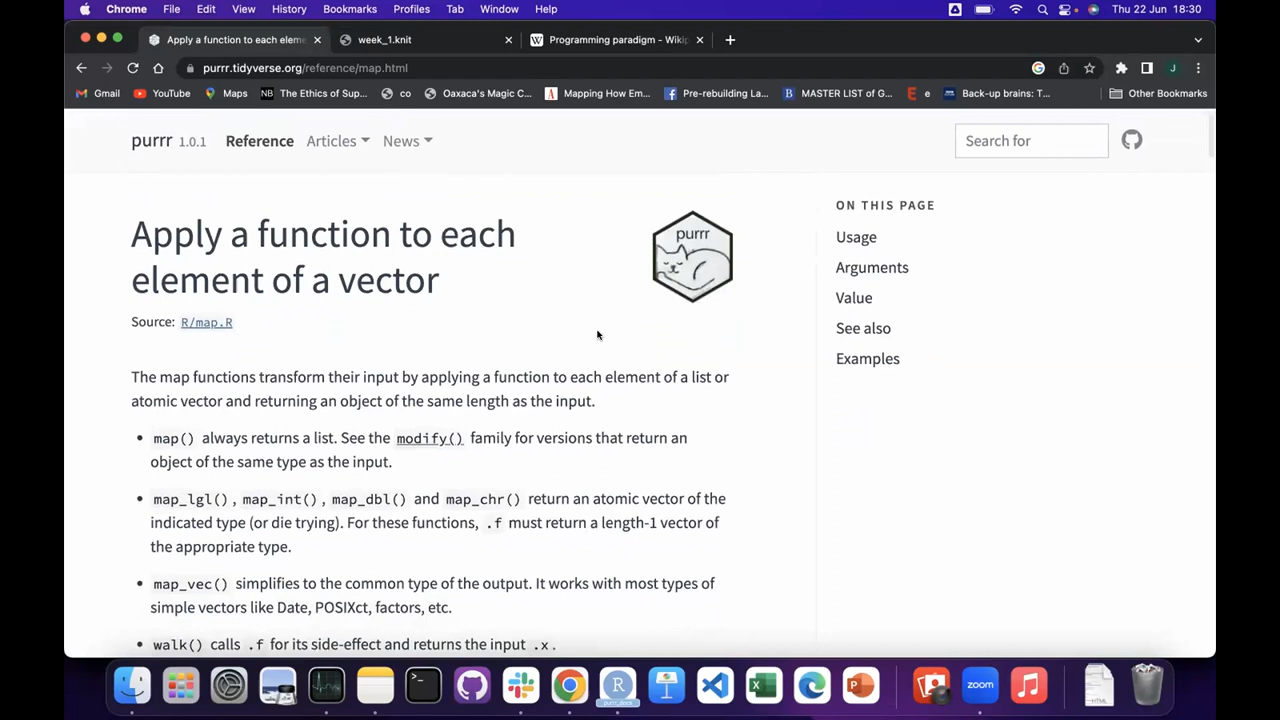 Chrome File Edit View History Bookmarks Profiles Tab Window Help Thu 22 Jun 18:30
Apply a function to each eleme week_1.knit Programming paradigm - Wiki
purrr.tidyverse.org/reference/map.html J
Gmail YouTube Maps NB The Ethics of Sup... co Oaxaca's Magic C... A Mapping How Em... Pre-rebuilding La... B MASTER LIST of G... E e Back-up brains: T... Other Bookmarks
purrr 1.0.1 Reference Articles News Search for
Apply a function to each
element of a vector
purrr
Source: R/map.R
The map functions transform their input by applying a function to each element of a list or
atomic vector and returning an object of the same length as the input.
• map() always returns a list. See the modify() family for versions that return an
object of the same type as the input.
• map_lgl(), map_int(), map_dbl() and map_chr() return an atomic vector of the
indicated type (or die trying). For these functions, .f must return a length-1 vector of
the appropriate type.
• map_vec() simplifies to the common type of the output. It works with most types of
simple vectors like Date, POSIXct, factors, etc.
• walk() calls .f for its side-effect and returns the input .x.
ON THIS PAGE
Usage
Arguments
Value
See also
Examples
R
purrr_docs
zoom
HTML